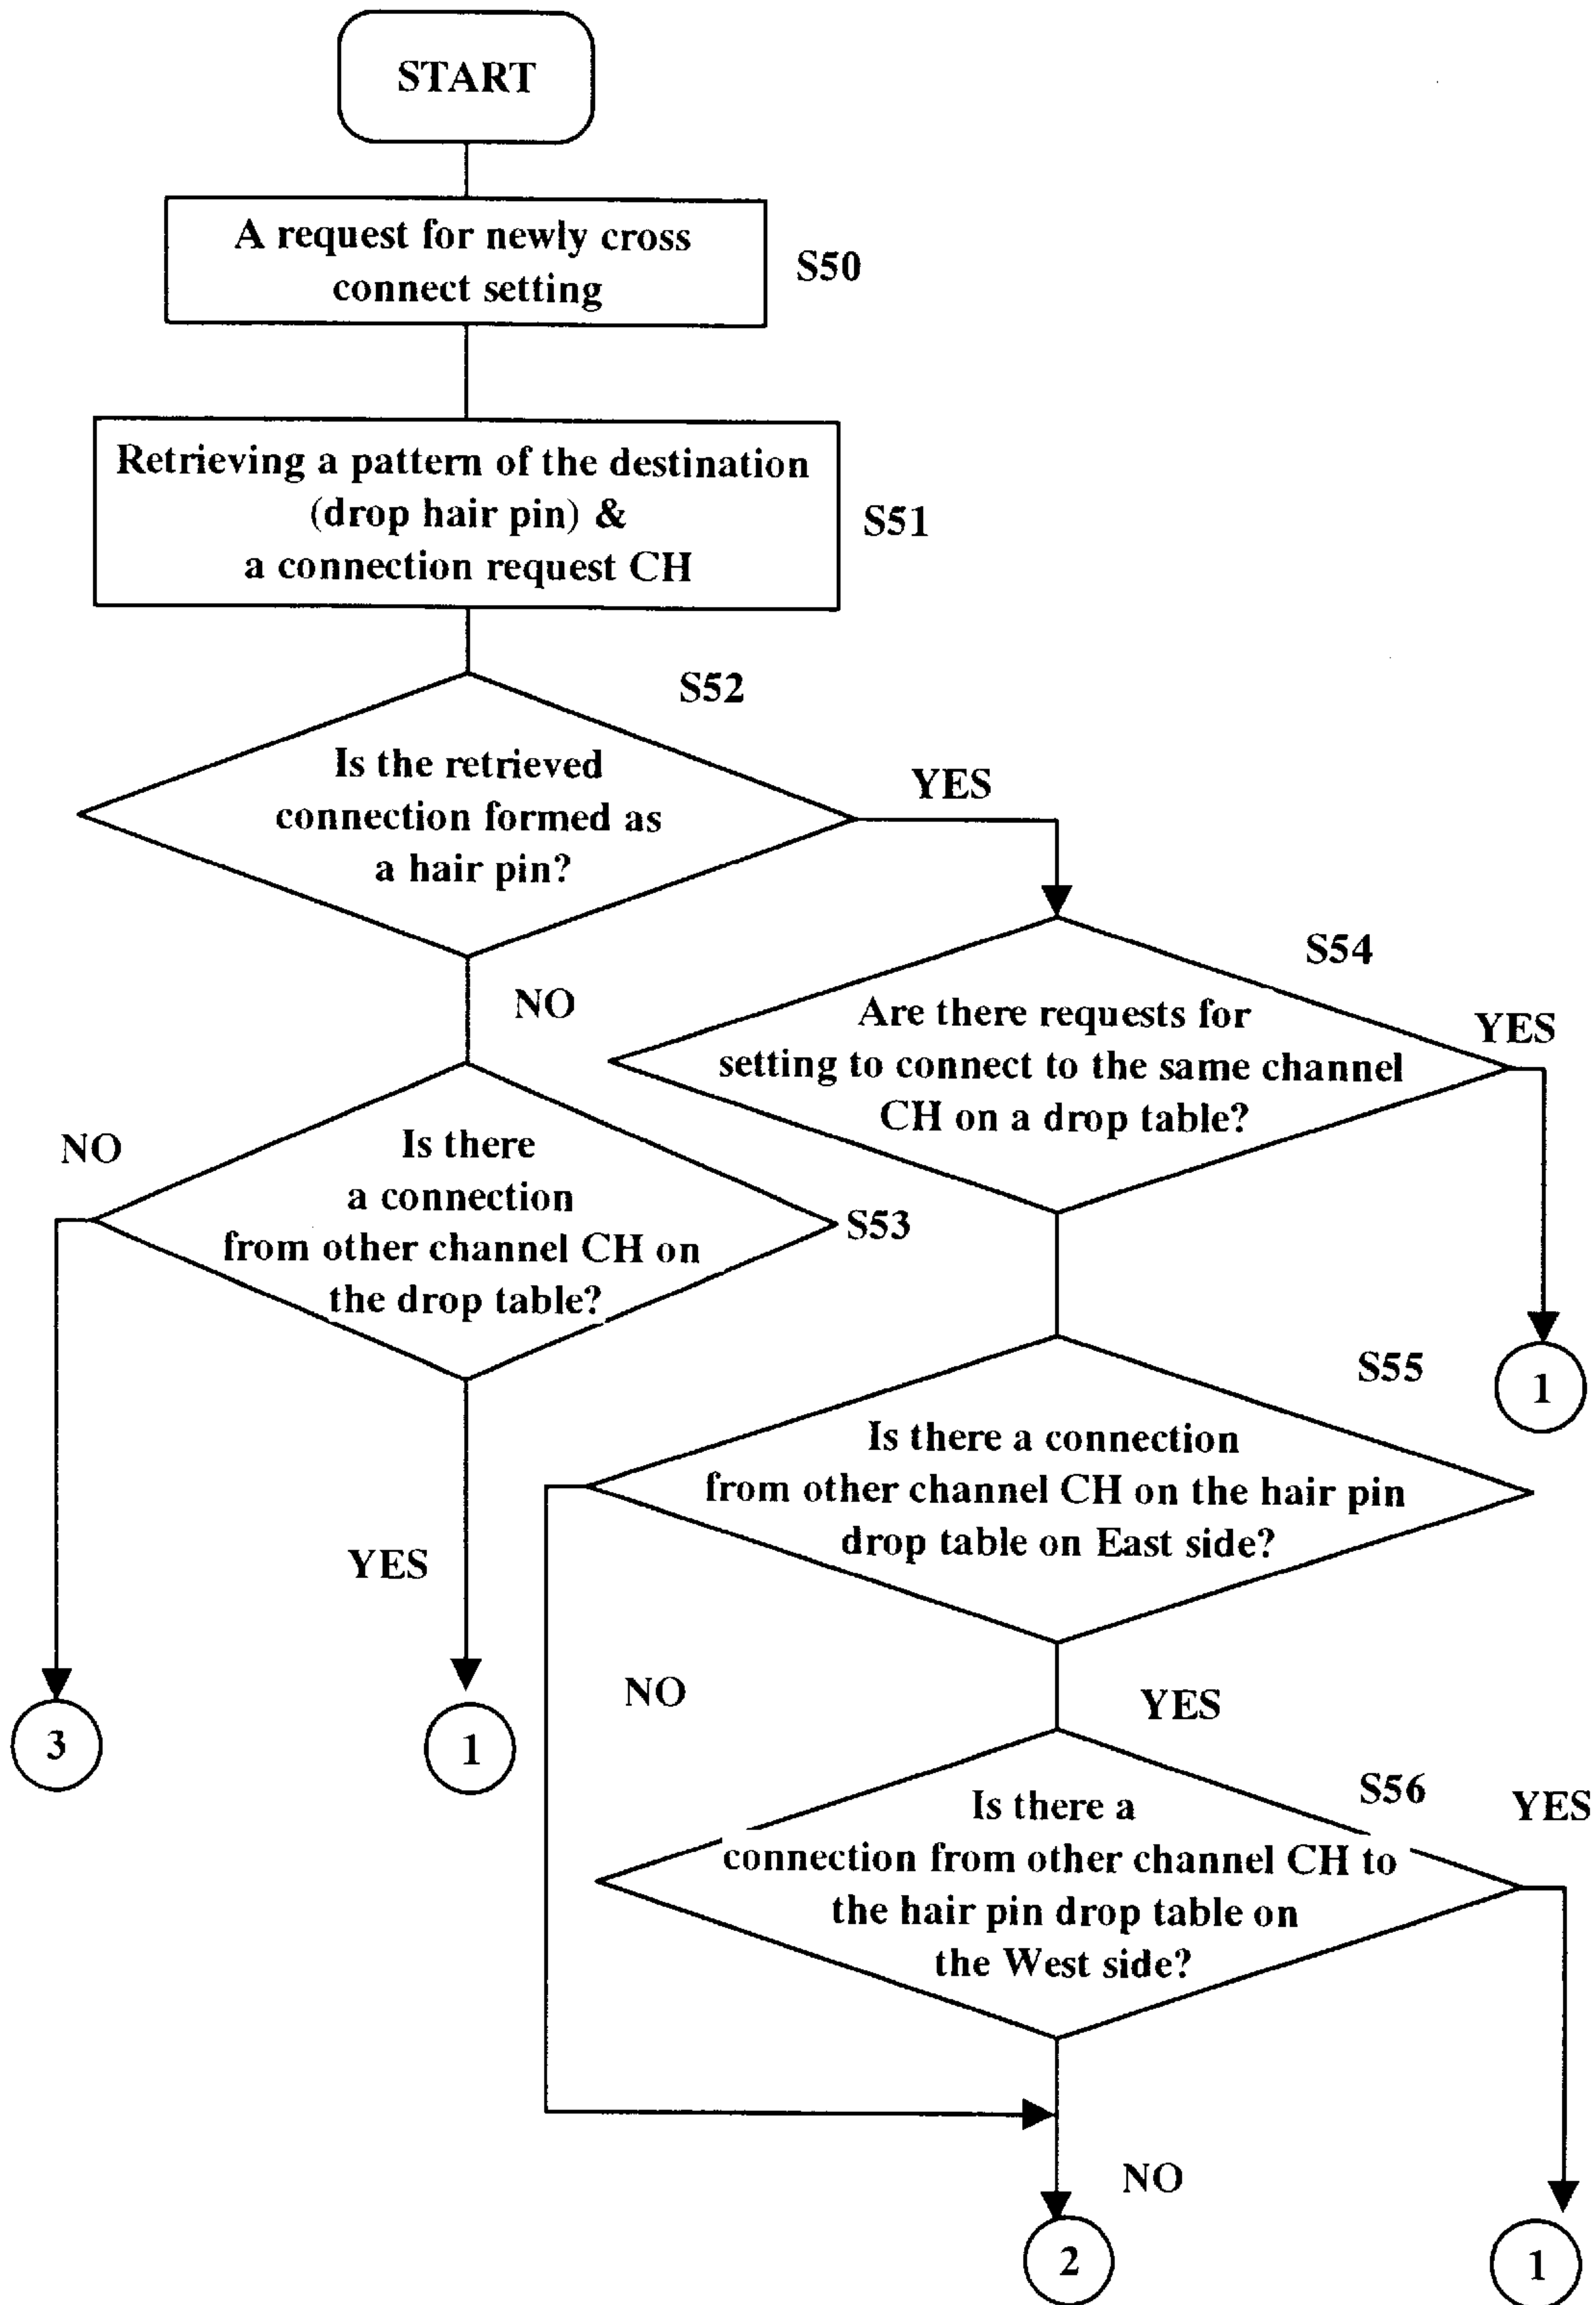 START
A request for newly cross
connect setting
S50
Retrieving a pattern of the destination
(drop hair pin) &
a connection request CH
S51
S52
Is the retrieved
connection formed as
a hair pin?
YES
NO
S54
Are there requests for
setting to connect to the same channel
CH on a drop table?
YES
NO
Is there
a connection
from other channel CH on
the drop table?
S53
S55
1
Is there a connection
from other channel CH on the hair pin
drop table on East side?
YES
NO
YES
3
1
S56
YES
Is there a
connection from other channel CH to
the hair pin drop table on
the West side?
NO
2
1